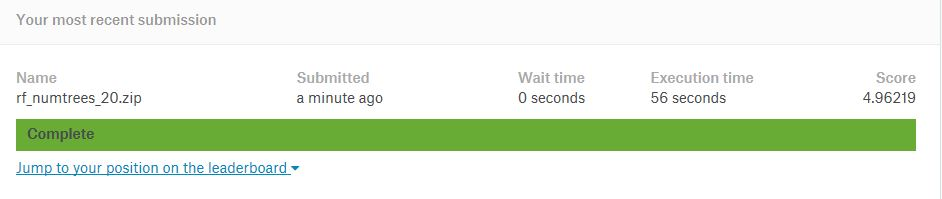 Your most recent submission
Name Submitted Wait time Execution time Score
rf_numtrees_20.zip a minute ago 0 seconds 56 seconds 4.96219
Complete
Jump to your position on the leaderboard